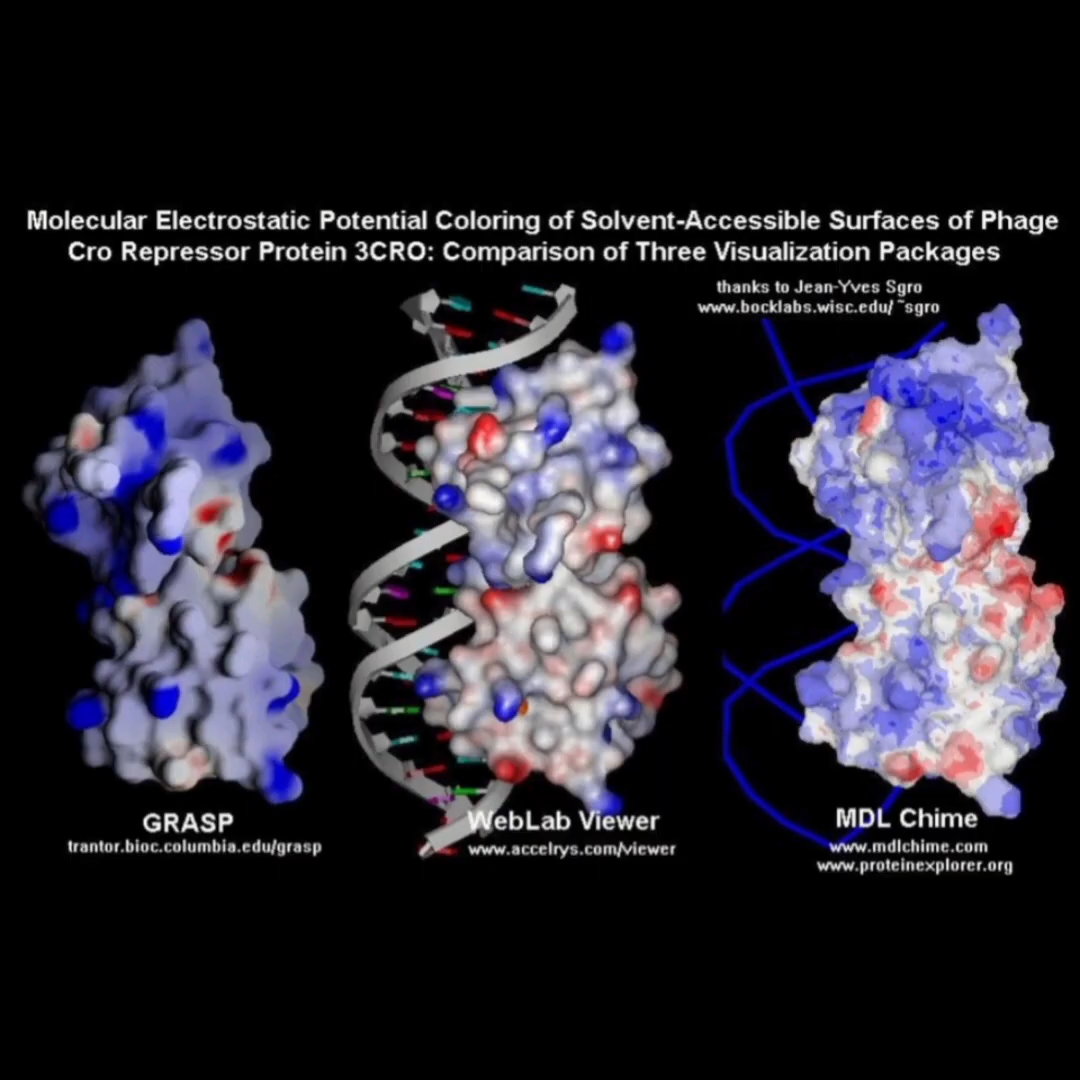 Molecular Electrostatic Potential Coloring of Solvent-Accessible Surfaces of Phage
Cro Repressor Protein 3CRO: Comparison of Three Visualization Packages
thanks to Jean-Yves Sgro
www.bocklabs.wisc.edu/~sgro
GRASP
trantor.bioc.columbia.edu/grasp
WebLab Viewer
www.accelrys.com/viewer
MDL Chime
www.mdlchime.com
www.proteinexplorer.org